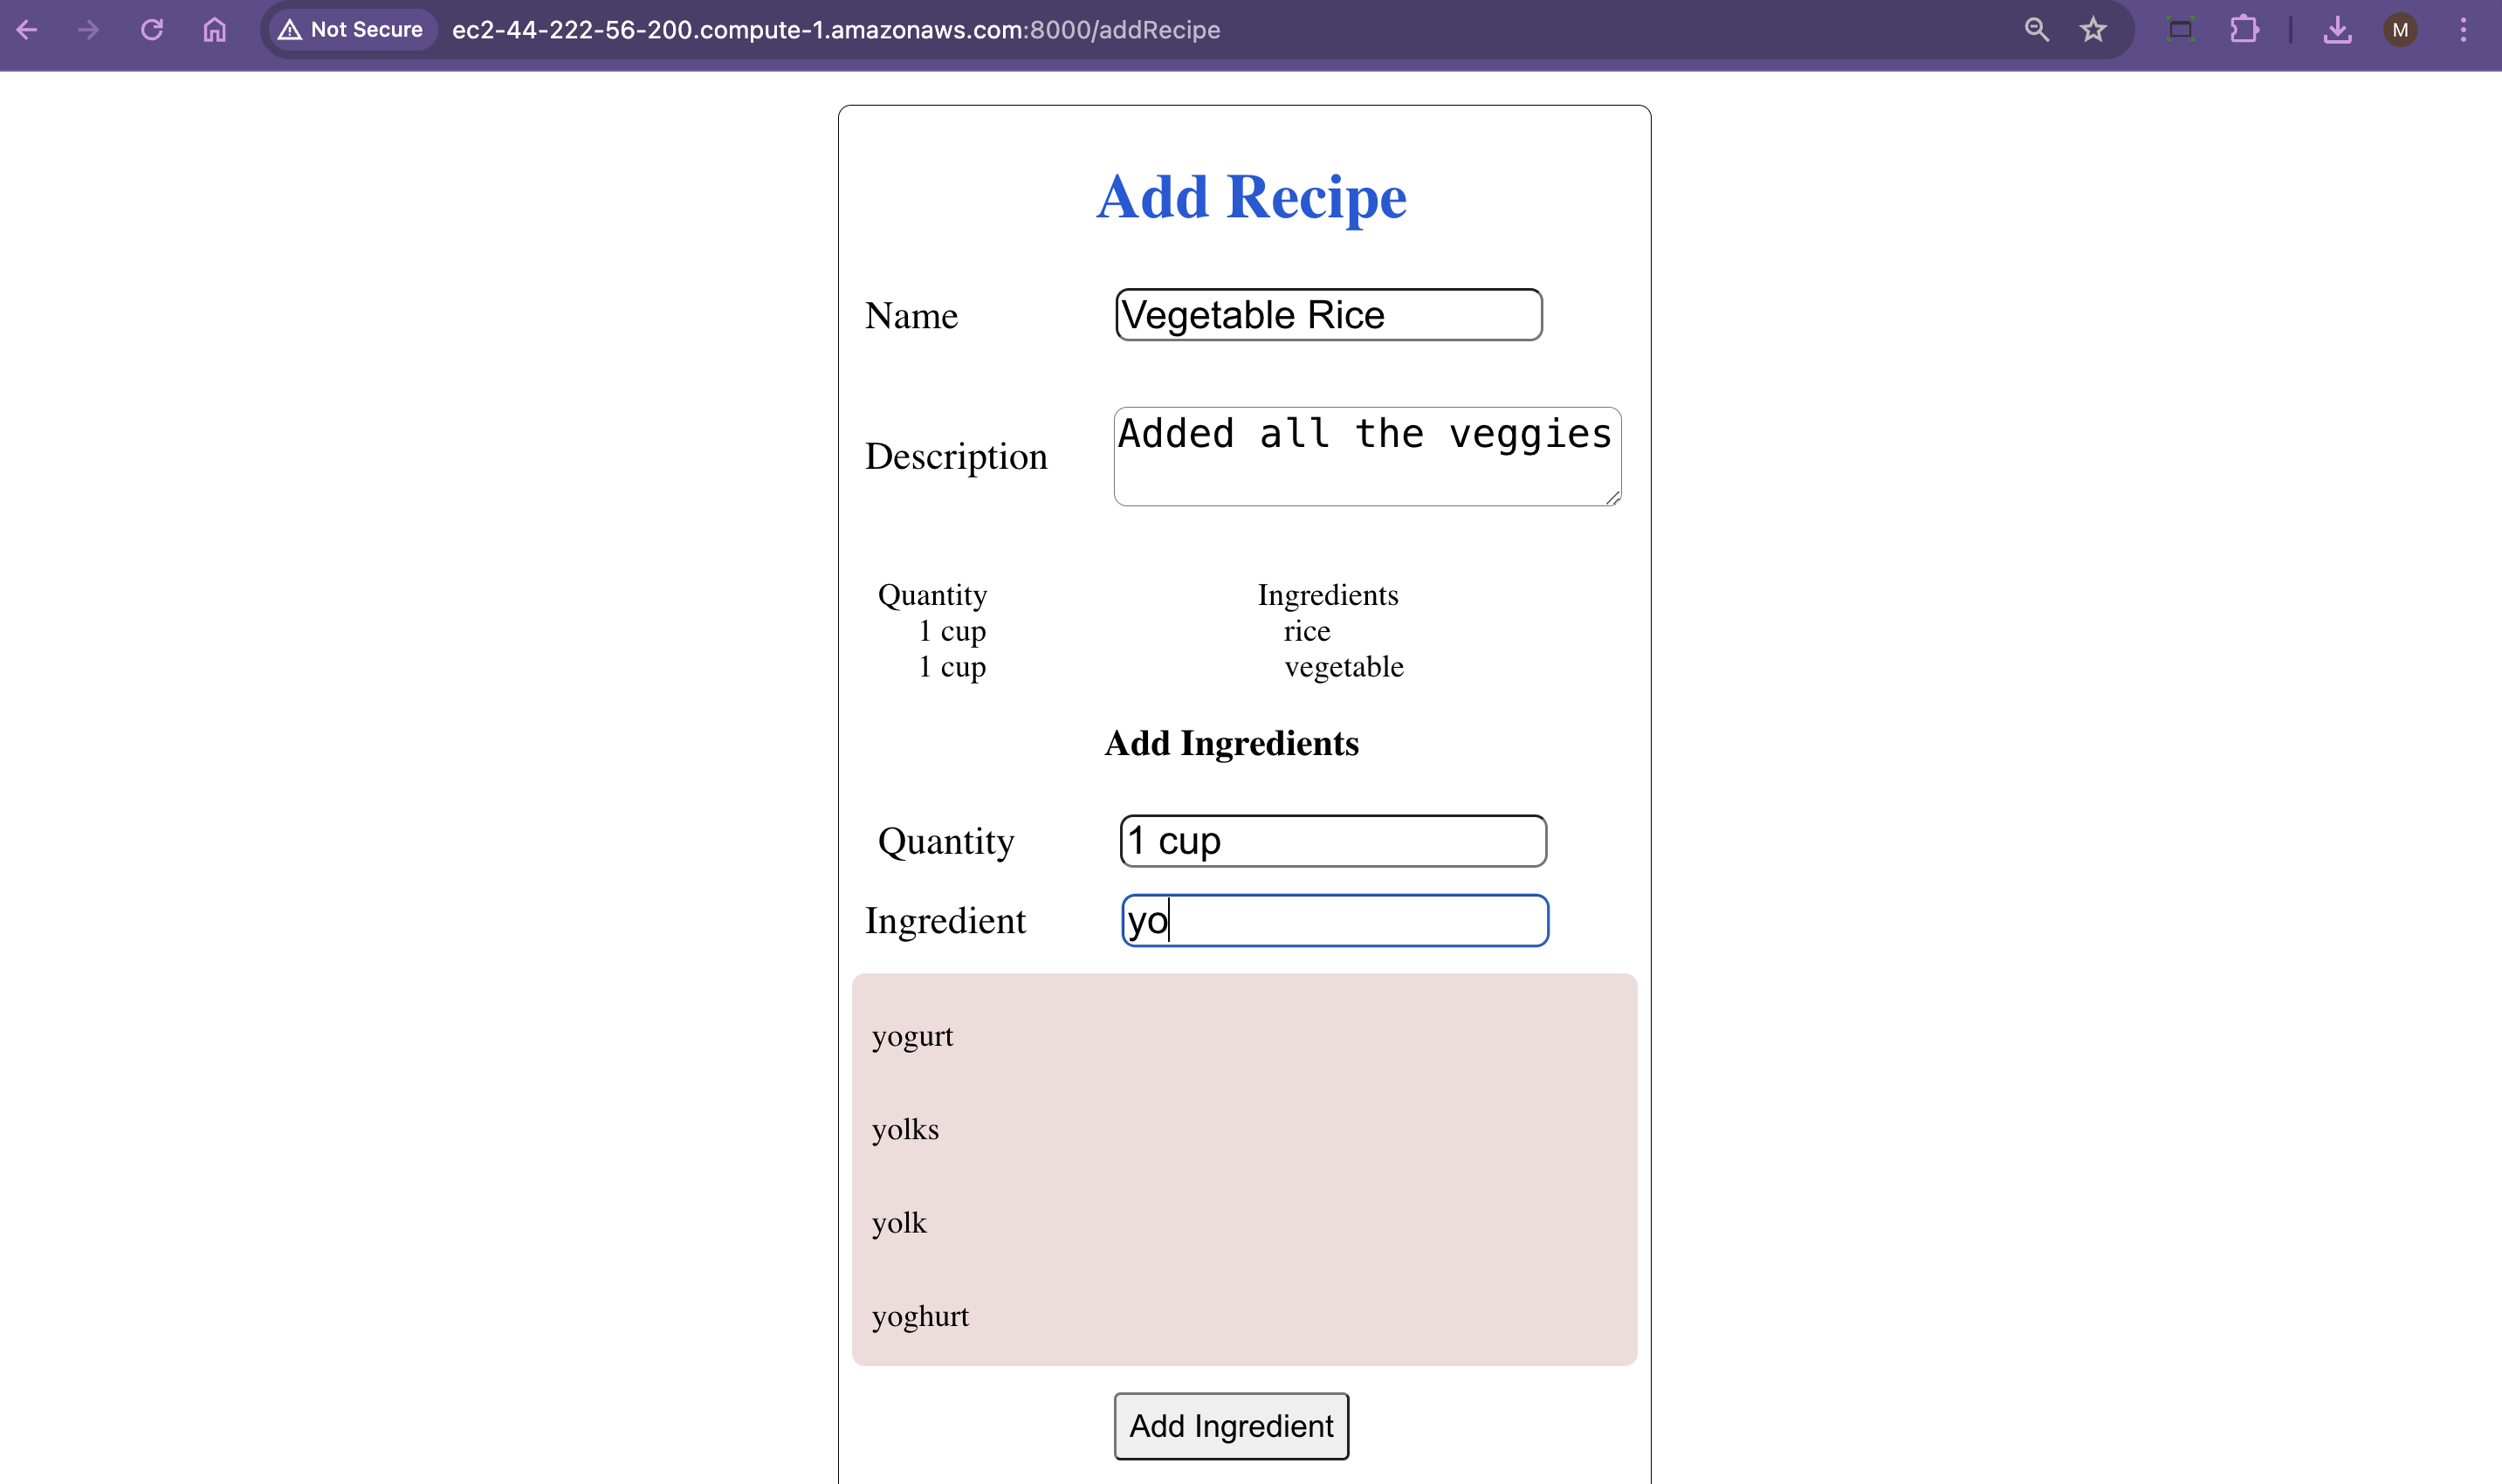 Not Secure ec2-44-222-56-200.compute-1.amazonaws.com:8000/addRecipe M
Add Recipe
Name Vegetable Rice
Description Added all the veggies
Quantity Ingredients
1 cup rice
1 cup vegetable
Add Ingredients
Quantity 1 cup
Ingredient yo
yogurt
yolks
yolk
yoghurt
Add Ingredient